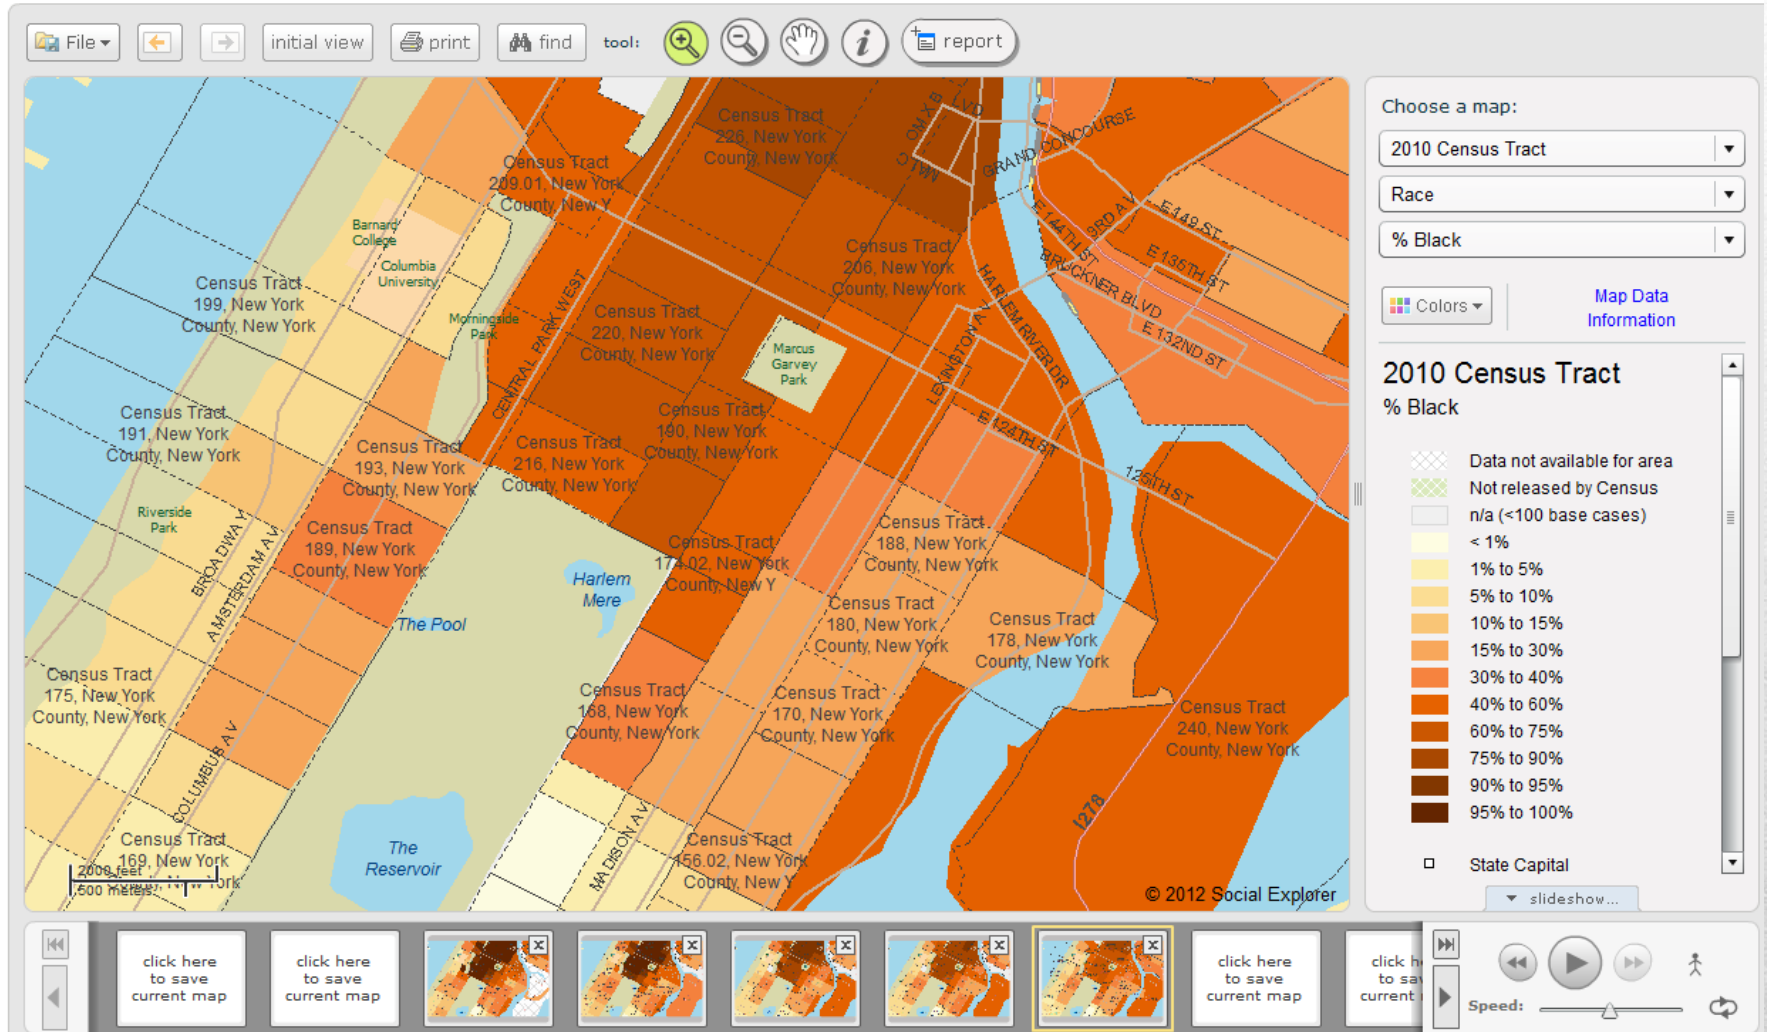 File
initial view
print
find
tool:
i
report
Choose a map:
2010 Census Tract
Race
% Black
Colors
Map Data
Information
2010 Census Tract
% Black
Data not available for area
Not released by Census
n/a (<100 base cases)
< 1%
1% to 5%
5% to 10%
10% to 15%
15% to 30%
30% to 40%
40% to 60%
60% to 75%
75% to 90%
90% to 95%
95% to 100%
State Capital
slideshow...
Census Tract
226, New York
County, New York
LVD
OM X B
MALC
GRAND CONCOURSE
Census Tract
209.01, New York
County, New Y
Barnard
College
Columbia
University
Census Tract
199, New York
County, New York
Morningside
Park
CENTRAL PARK WEST
Census Tract
206, New York
County, New York
Census Tract
220, New York
County, New York
Marcus
Garvey
Park
E 144TH ST
3RD AV
E 149 ST
E 135TH ST
BRUCKNER BLVD
E 132ND ST
HARLEM RIVER DR
LEXINGTON AV
E 124TH ST
125TH ST
Census Tract
191, New York
County, New York
Census Tract
193, New York
County, New York
Census Tract
216, New York
County, New York
Census Tract
190, New York
County, New York
Riverside
Park
BROADWAY
AMSTERDAM AV
Census Tract
189, New York
County, New York
Harlem
Mere
The Pool
Census Tract
174.02, New York
County, New Y
Census Tract
188, New York
County, New York
Census Tract
180, New York
County, New York
Census Tract
178, New York
County, New York
Census Tract
175, New York
County, New York
Census Tract
168, New York
County, New York
Census Tract
170, New York
County, New York
Census Tract
240, New York
County, New York
COLUMBUS AV
I278
Census Tract
169, New York
County, New York
2000 feet
500 meters
The
Reservoir
MADISON AV
Census Tract
156.02, New York
County, New Y
© 2012 Social Explorer
click here
to save
current map
click here
to save
current map
click here
to save
current map
click h
to sav
current
Speed: